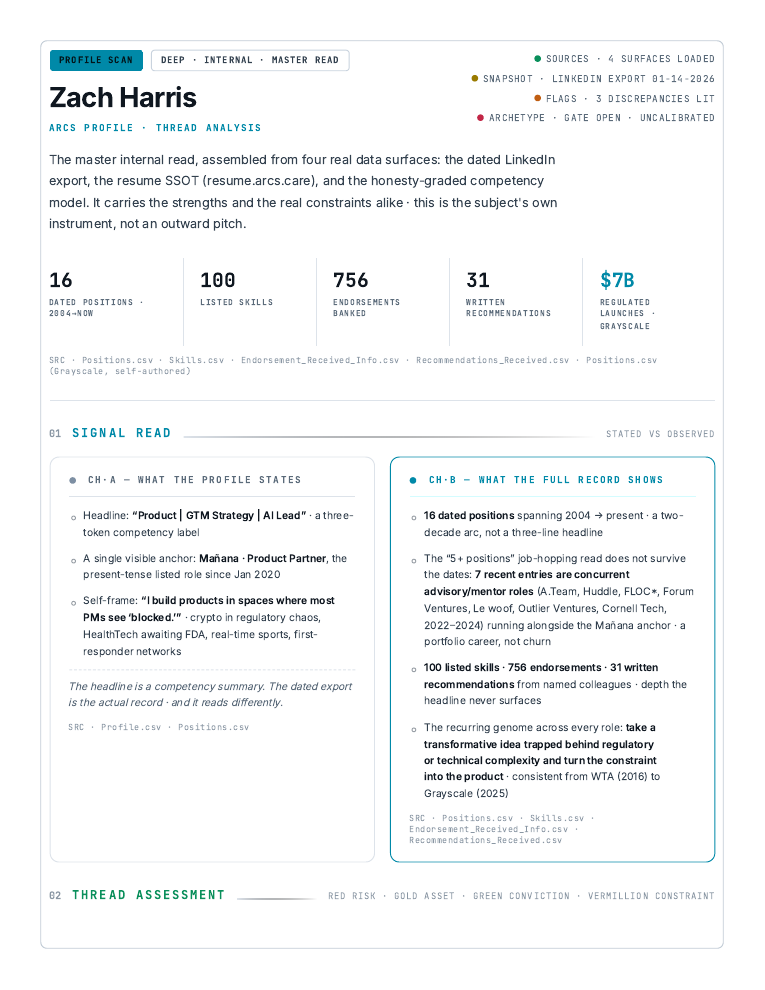 PROFILE SCAN
DEEP · INTERNAL · MASTER READ
SOURCES · 4 SURFACES LOADED
SNAPSHOT · LINKEDIN EXPORT 01-14-2026
FLAGS · 3 DISCREPANCIES LIT
ARCHETYPE · GATE OPEN · UNCALIBRATED
Zach Harris
ARCS PROFILE · THREAD ANALYSIS
The master internal read, assembled from four real data surfaces: the dated LinkedIn
export, the resume SSOT (resume.arcs.care), and the honesty-graded competency
model. It carries the strengths and the real constraints alike · this is the subject's own
instrument, not an outward pitch.
16
DATED POSITIONS ·
2004→NOW
100
LISTED SKILLS
756
ENDORSEMENTS
BANKED
31
WRITTEN
RECOMMENDATIONS
$7B
REGULATED
LAUNCHES ·
GRAYSCALE
SRC · Positions.csv · Skills.csv · Endorsement_Received_Info.csv · Recommendations_Received.csv · Positions.csv
(Grayscale, self-authored)
01 SIGNAL READ
STATED VS OBSERVED
CH·A — WHAT THE PROFILE STATES
Headline: “Product | GTM Strategy | AI Lead” · a three-
token competency label
A single visible anchor: Mañana · Product Partner, the
present-tense listed role since Jan 2020
Self-frame: “I build products in spaces where most
PMs see ‘blocked.’” · crypto in regulatory chaos,
HealthTech awaiting FDA, real-time sports, first-
responder networks
The headline is a competency summary. The dated export
is the actual record · and it reads differently.
SRC · Profile.csv · Positions.csv
CH·B — WHAT THE FULL RECORD SHOWS
16 dated positions spanning 2004 → present · a two-
decade arc, not a three-line headline
The “5+ positions” job-hopping read does not survive
the dates: 7 recent entries are concurrent
advisory/mentor roles (A.Team, Huddle, FLOC*, Forum
Ventures, Le woof, Outlier Ventures, Cornell Tech,
2022–2024) running alongside the Mañana anchor · a
portfolio career, not churn
100 listed skills · 756 endorsements · 31 written
recommendations from named colleagues · depth the
headline never surfaces
The recurring genome across every role: take a
transformative idea trapped behind regulatory
or technical complexity and turn the constraint
into the product · consistent from WTA (2016) to
Grayscale (2025)
SRC · Positions.csv · Skills.csv ·
Endorsement_Received_Info.csv ·
Recommendations_Received.csv
02 THREAD ASSESSMENT
RED RISK · GOLD ASSET · GREEN CONVICTION · VERMILLION CONSTRAINT